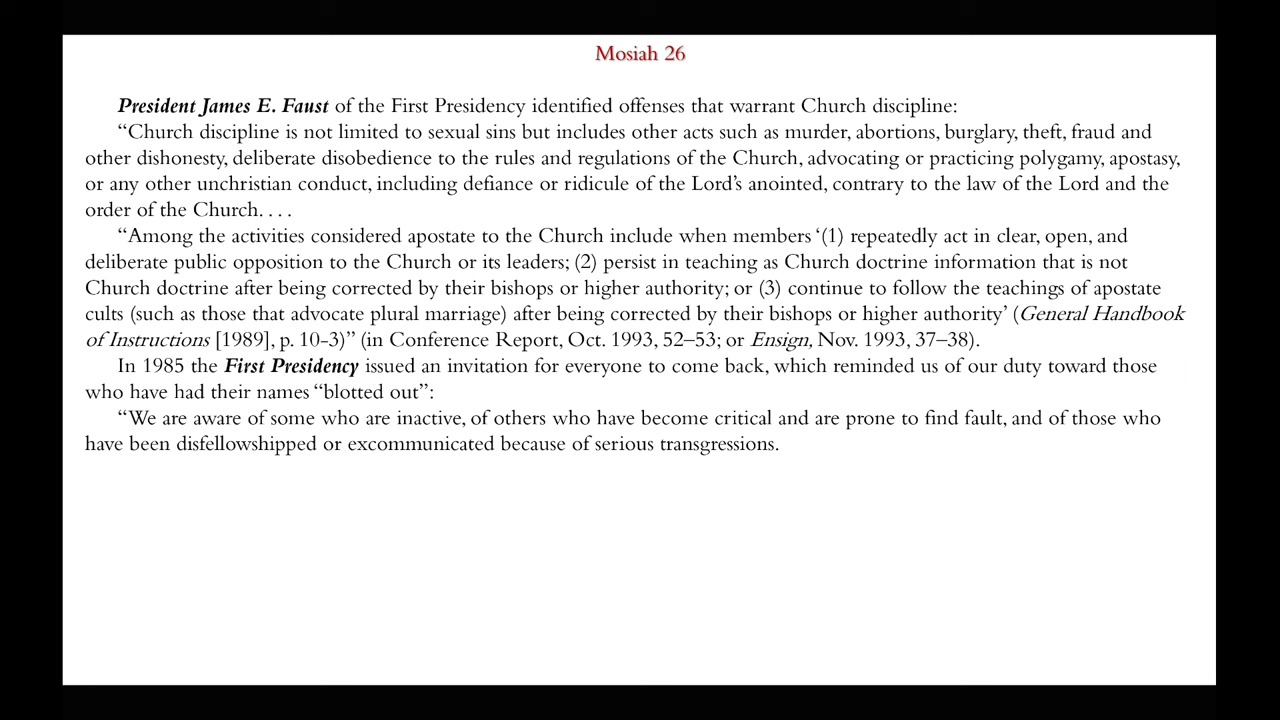 Mosiah 26
President James E. Faust of the First Presidency identified offenses that warrant Church discipline:
“Church discipline is not limited to sexual sins but includes other acts such as murder, abortions, burglary, theft, fraud and
other dishonesty, deliberate disobedience to the rules and regulations of the Church, advocating or practicing polygamy, apostasy,
or any other unchristian conduct, including defiance or ridicule of the Lord’s anointed, contrary to the law of the Lord and the
order of the Church. . . .
“Among the activities considered apostate to the Church include when members ‘(1) repeatedly act in clear, open, and
deliberate public opposition to the Church or its leaders; (2) persist in teaching as Church doctrine information that is not
Church doctrine after being corrected by their bishops or higher authority; or (3) continue to follow the teachings of apostate
cults (such as those that advocate plural marriage) after being corrected by their bishops or higher authority’ (General Handbook
of Instructions [1989], p. 10-3)” (in Conference Report, Oct. 1993, 52–53; or Ensign, Nov. 1993, 37–38).
In 1985 the First Presidency issued an invitation for everyone to come back, which reminded us of our duty toward those
who have had their names “blotted out”:
“We are aware of some who are inactive, of others who have become critical and are prone to find fault, and of those who
have been disfellowshipped or excommunicated because of serious transgressions.